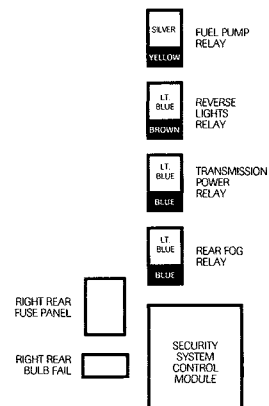 SILVER
YELLOW
FUEL PUMP
RELAY
LT.
BLUE
BROWN
REVERSE
LIGHTS
RELAY
LT.
BLUE
BLUE
TRANSMISSION
POWER
RELAY
LT.
BLUE
BLUE
REAR FOG
RELAY
RIGHT REAR
FUSE PANEL
RIGHT REAR
BULB FAIL
SECURITY
SYSTEM
CONTROL
MODULE